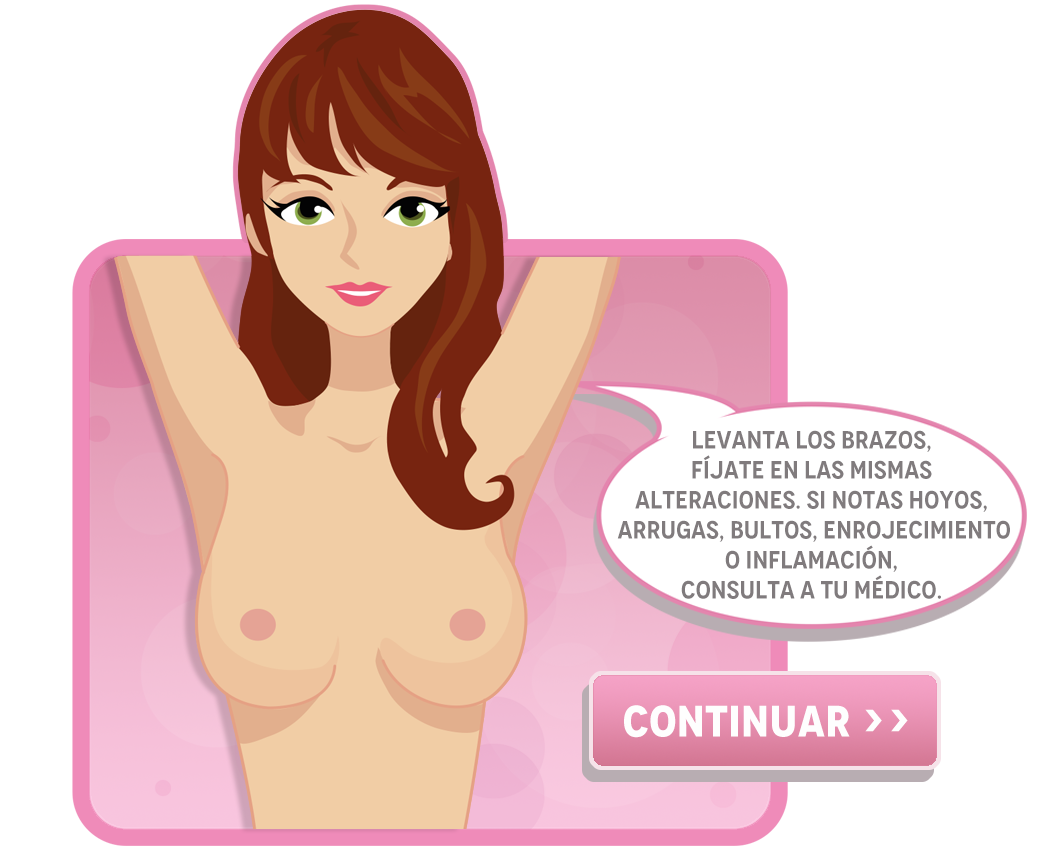 LEVANTA LOS BRAZOS,
FÍJATE EN LAS MISMAS
ALTERACIONES. SI NOTAS HOYOS,
ARRUGAS, BULTOS, ENROJECIMIENTO
O INFLAMACIÓN,
CONSULTA A TU MÉDICO.
CONTINUAR >>